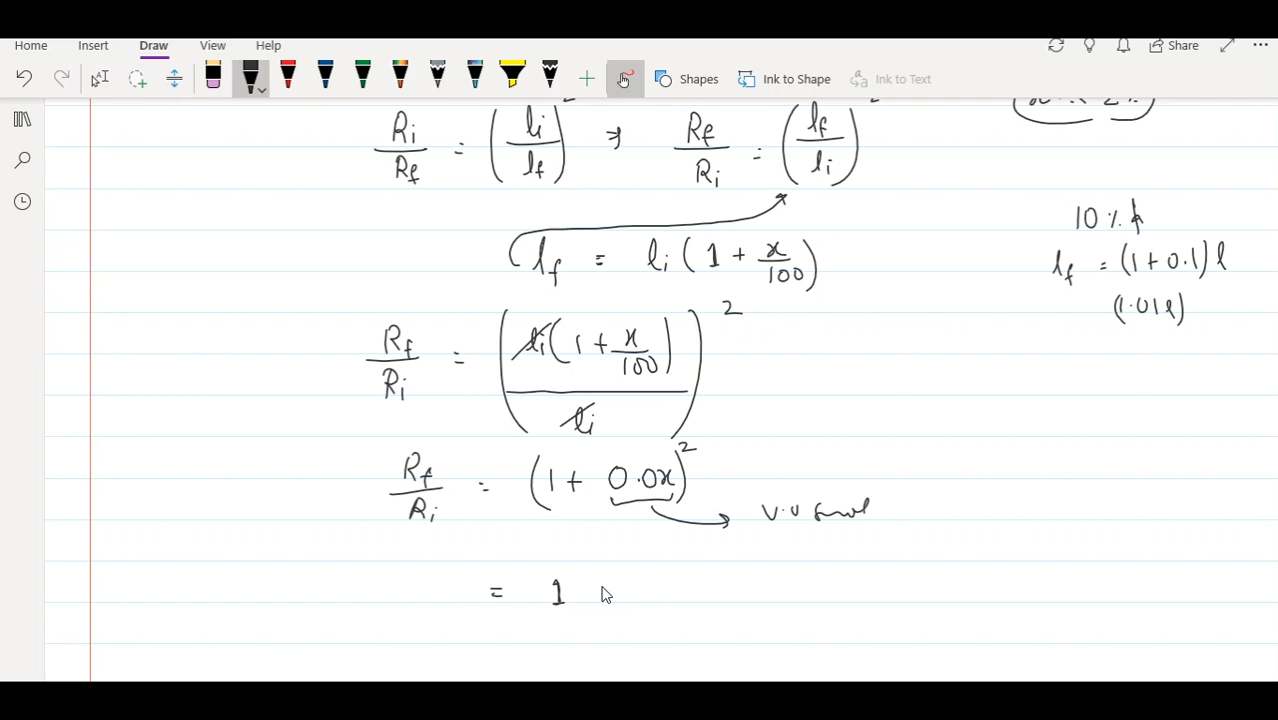 Home Insert Draw View Help Share
Shapes Ink to Shape Ink to Text
Ri/Rf = (li/lf)² ⇒ Rf/Ri = (lf/li)²
10 %
lf = li (1 + x/100)
lf = (1 + 0.1) l
(1.01 l)
Rf/Ri = (li(1 + x/100)/li)²
Rf/Ri = (1 + 0.0x)²
v.v small
= 1